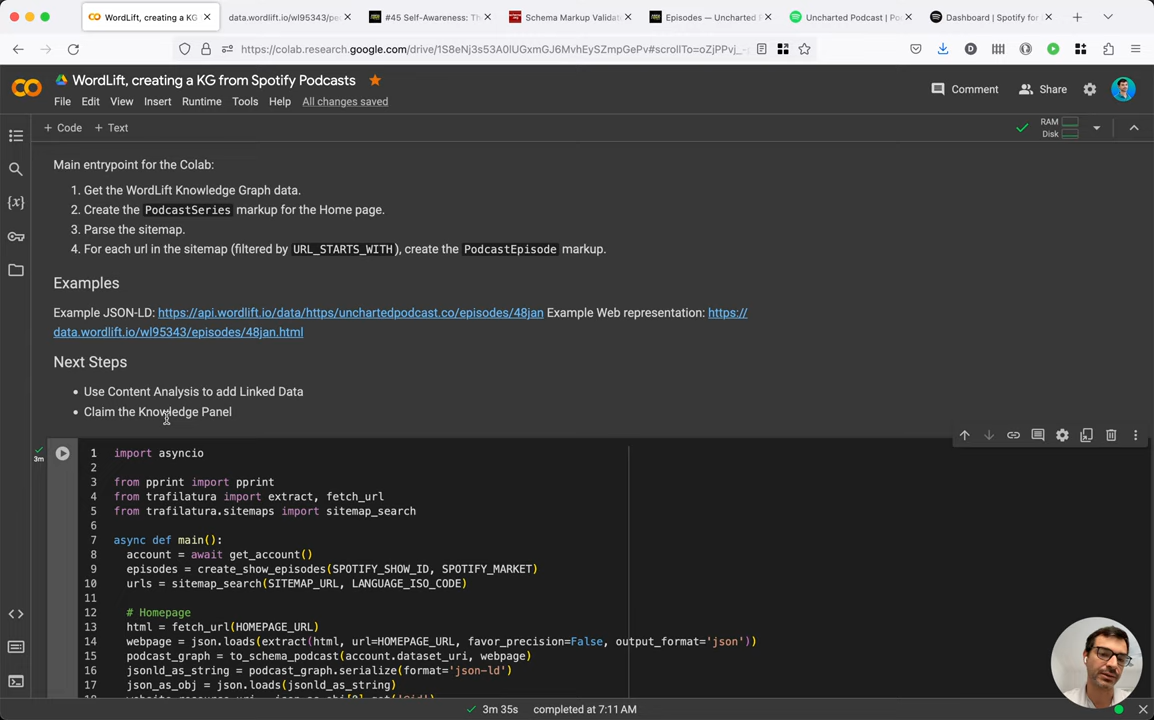 WordLift, creating a KG from
data.wordlift.io/wl95343/pe
#45 Self-Awareness: Th
Schema Markup Validat
Episodes — Uncharted
Uncharted Podcast | Po
Dashboard | Spotify for
https://colab.research.google.com/drive/1S8eNj3s53A0lUGxmGJ6MvhEySZmpGePv#scrollTo=oZjPPvj_-
WordLift, creating a KG from Spotify Podcasts
File Edit View Insert Runtime Tools Help All changes saved
Comment
Share
+ Code + Text
RAM
Disk
Main entrypoint for the Colab:
1. Get the WordLift Knowledge Graph data.
2. Create the PodcastSeries markup for the Home page.
3. Parse the sitemap.
4. For each url in the sitemap (filtered by URL_STARTS_WITH), create the PodcastEpisode markup.
Examples
Example JSON-LD: https://api.wordlift.io/data/https/unchartedpodcast.co/episodes/48jan Example Web representation: https://
data.wordlift.io/wl95343/episodes/48jan.html
Next Steps
• Use Content Analysis to add Linked Data
• Claim the Knowledge Panel
3m
1 import asyncio
2
3 from pprint import pprint
4 from trafilatura import extract, fetch_url
5 from trafilatura.sitemaps import sitemap_search
6
7 async def main():
8 account = await get_account()
9 episodes = create_show_episodes(SPOTIFY_SHOW_ID, SPOTIFY_MARKET)
10 urls = sitemap_search(SITEMAP_URL, LANGUAGE_ISO_CODE)
11
12 # Homepage
13 html = fetch_url(HOMEPAGE_URL)
14 webpage = json.loads(extract(html, url=HOMEPAGE_URL, favor_precision=False, output_format='json'))
15 podcast_graph = to_schema_podcast(account.dataset_uri, webpage)
16 jsonld_as_string = podcast_graph.serialize(format='json-ld')
17 json_as_obj = json.loads(jsonld_as_string)
3m 35s completed at 7:11 AM